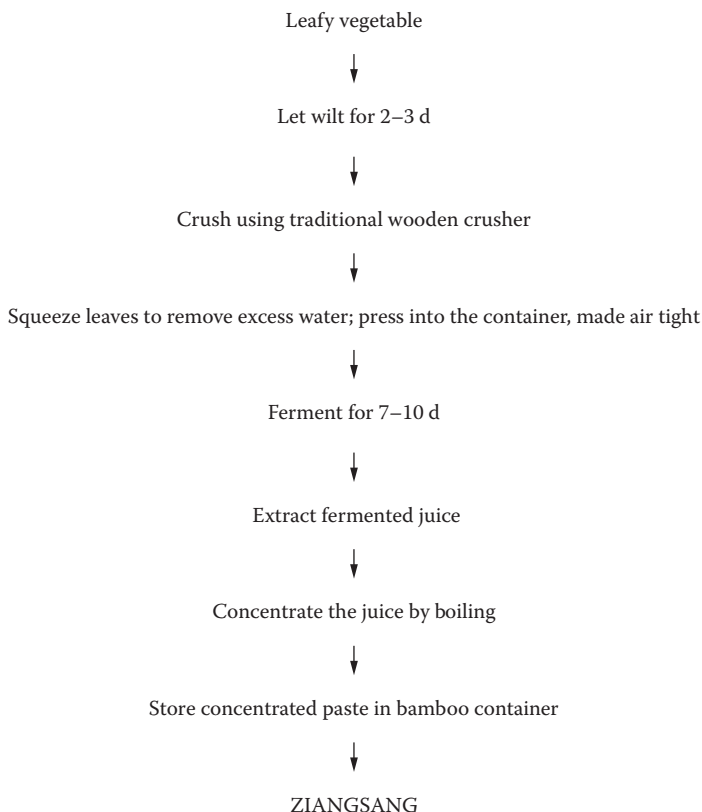 Leafy vegetable
Let wilt for 2–3 d
Crush using traditional wooden crusher
Squeeze leaves to remove excess water; press into the container, made air tight
Ferment for 7–10 d
Extract fermented juice
Concentrate the juice by boiling
Store concentrated paste in bamboo container
ZIANGSANG